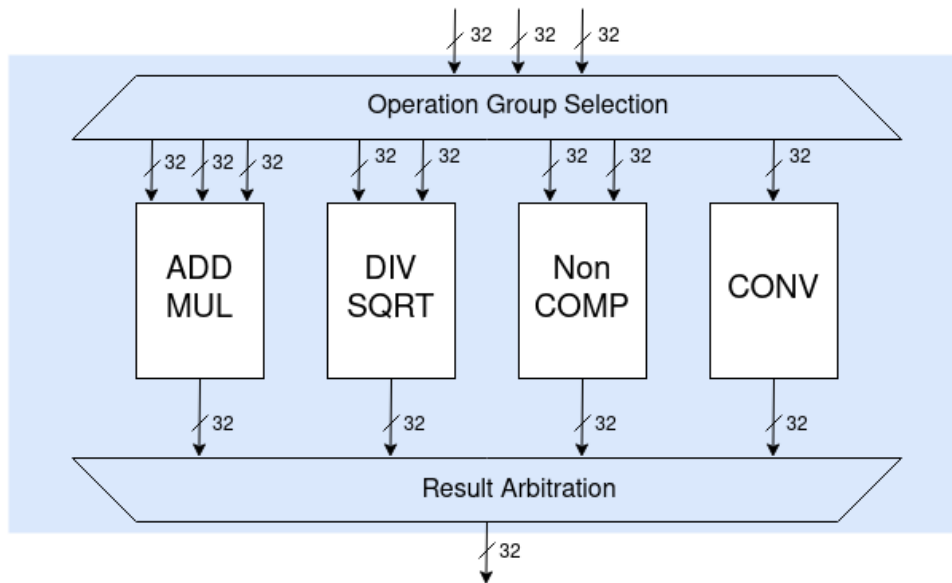 32 32 32
Operation Group Selection
32 32 32 32 32 32 32 32
ADD
MUL
DIV
SQRT
Non
COMP
CONV
32 32 32 32
Result Arbitration
32